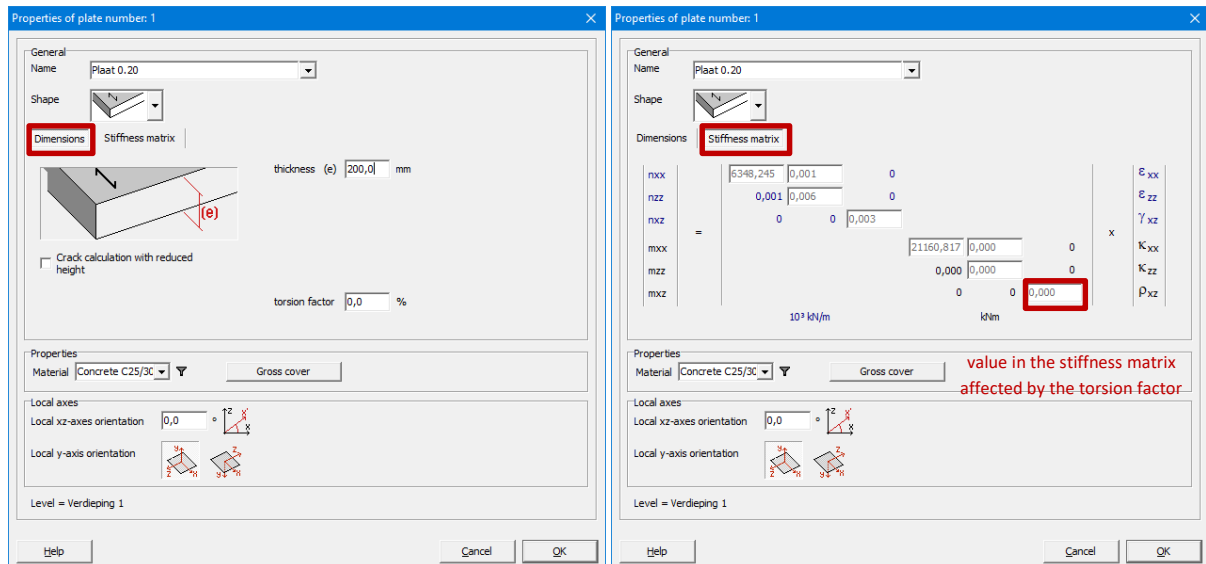 Properties of plate number: 1
General
Name Plaat 0.20
Shape
Dimensions Stiffness matrix
thickness (e) 200,0 mm
(e)
Crack calculation with reduced
height
torsion factor 0,0 %
Properties
Material Concrete C25/30 Gross cover
Local axes
Local xz-axes orientation 0,0 ° z x' x
Local y-axis orientation y z x z y x
Level = Verdieping 1
Help Cancel OK
Properties of plate number: 1
General
Name Plaat 0.20
Shape
Dimensions Stiffness matrix
nxx 6348,245 0,001 0 ε xx
nzz 0,001 0,006 0 ε zz
nxz 0 0 0,003 γ xz
= x
mxx 21160,817 0,000 0 κ xx
mzz 0,000 0,000 0 κ zz
mxz 0 0 0,000 ρ xz
10³ kN/m kNm
Properties
Material Concrete C25/30 Gross cover
value in the stiffness matrix
affected by the torsion factor
Local axes
Local xz-axes orientation 0,0 ° z x' x
Local y-axis orientation y z x z y x
Level = Verdieping 1
Help Cancel OK